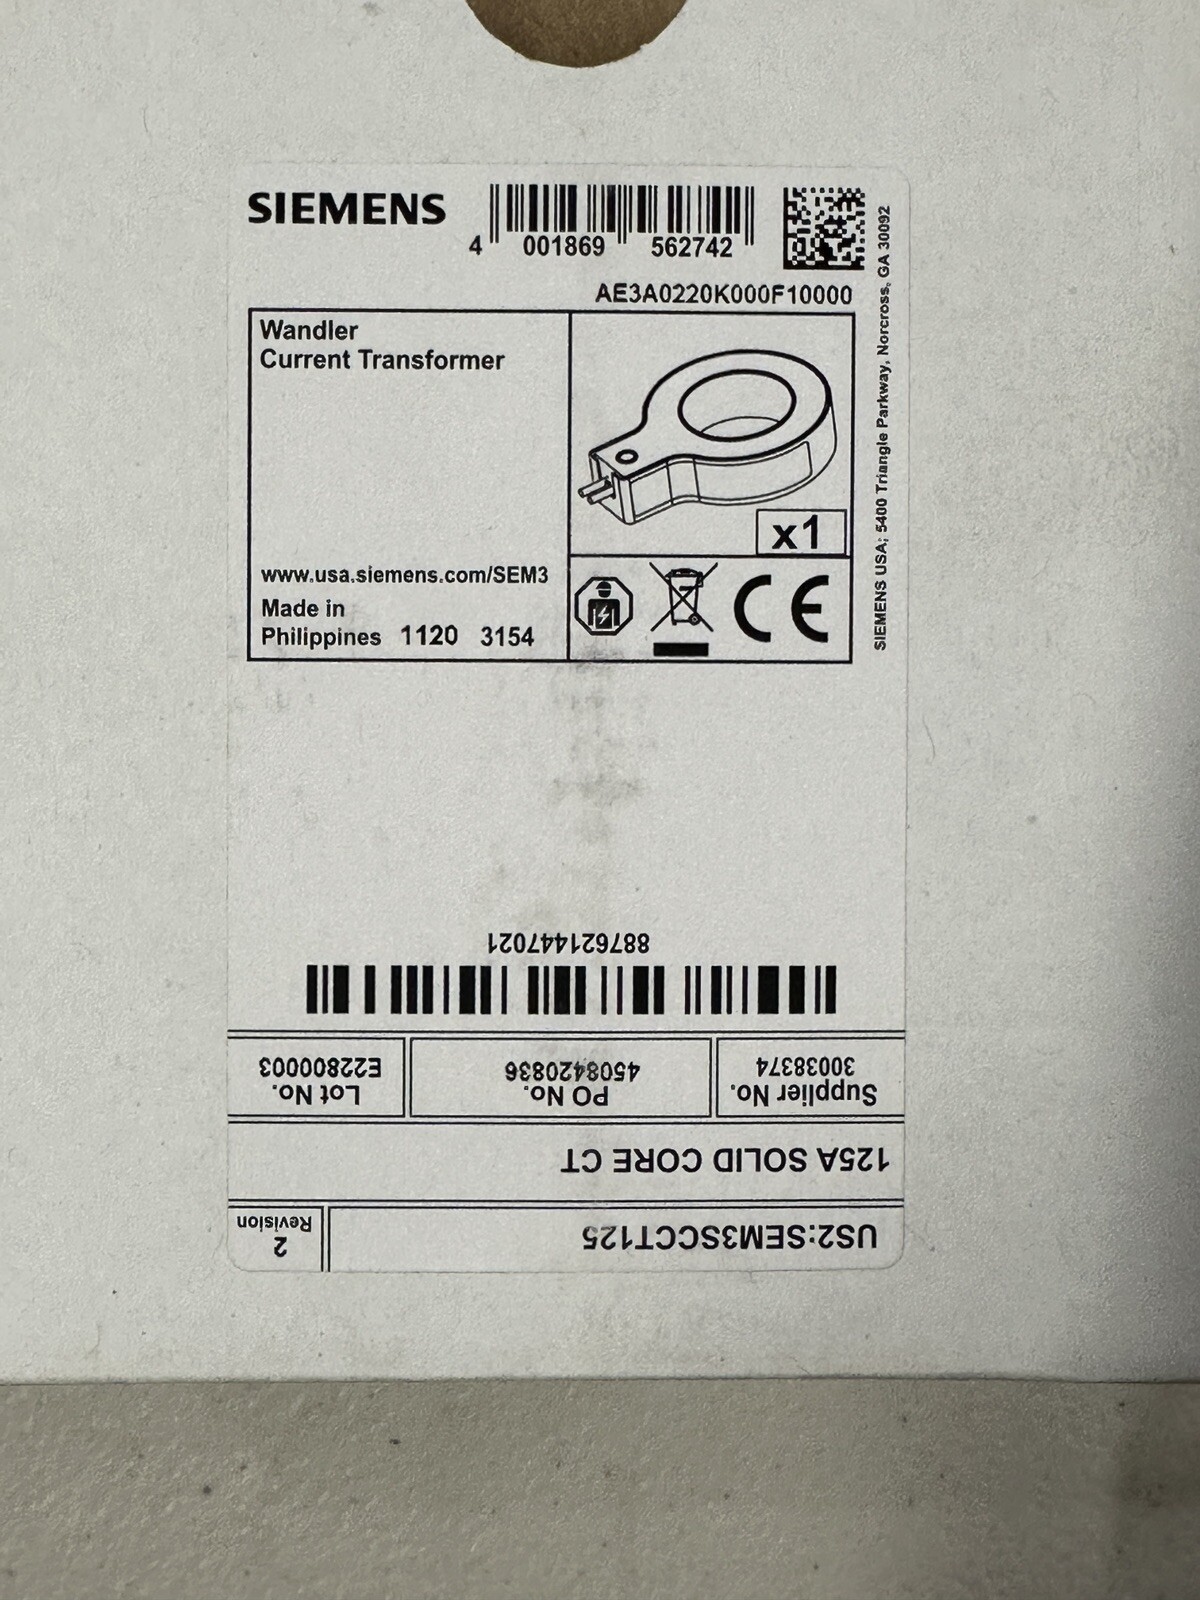 SIEMENS
4 001869 562742
AE3A0220K000F10000
Wandler
Current Transformer
x1
www.usa.siemens.com/SEM3
Made in
Philippines 1120 3154
CE
SIEMENS USA; 5400 Triangle Parkway, Norcross, GA 30092
US2:SEM3SCCT125
2
Revision
125A SOLID CORE CT
Supplier No.
30038374
PO No.
4508420836
Lot No.
E22800003
887621447021